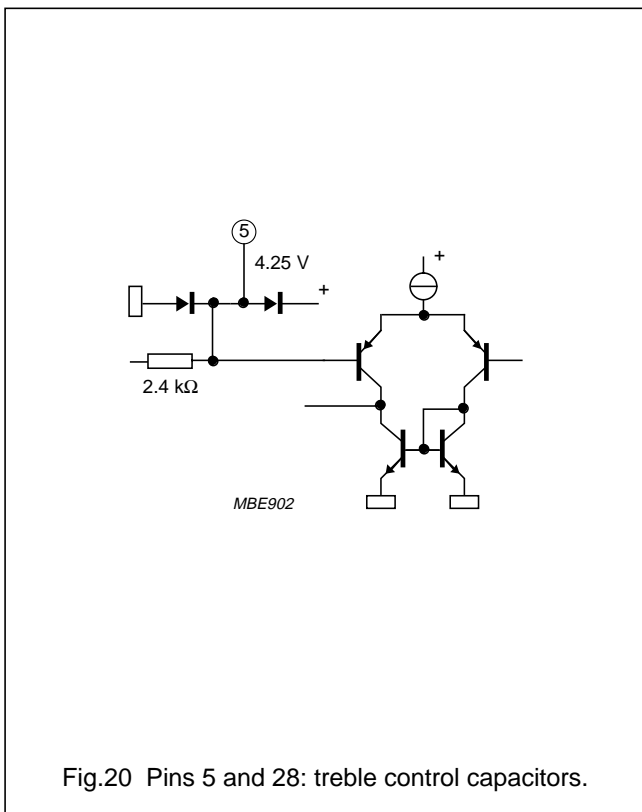 5
4.25 V
+
+
2.4 kΩ
MBE902
Fig.20 Pins 5 and 28: treble control capacitors.